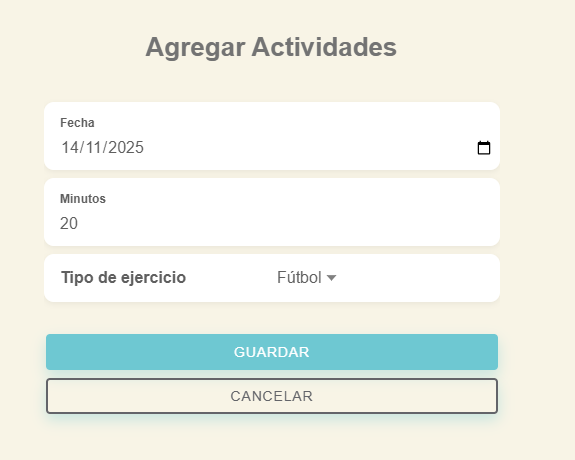 Agregar Actividades
Fecha
14/11/2025
Minutos
20
Tipo de ejercicio Fútbol
GUARDAR
CANCELAR